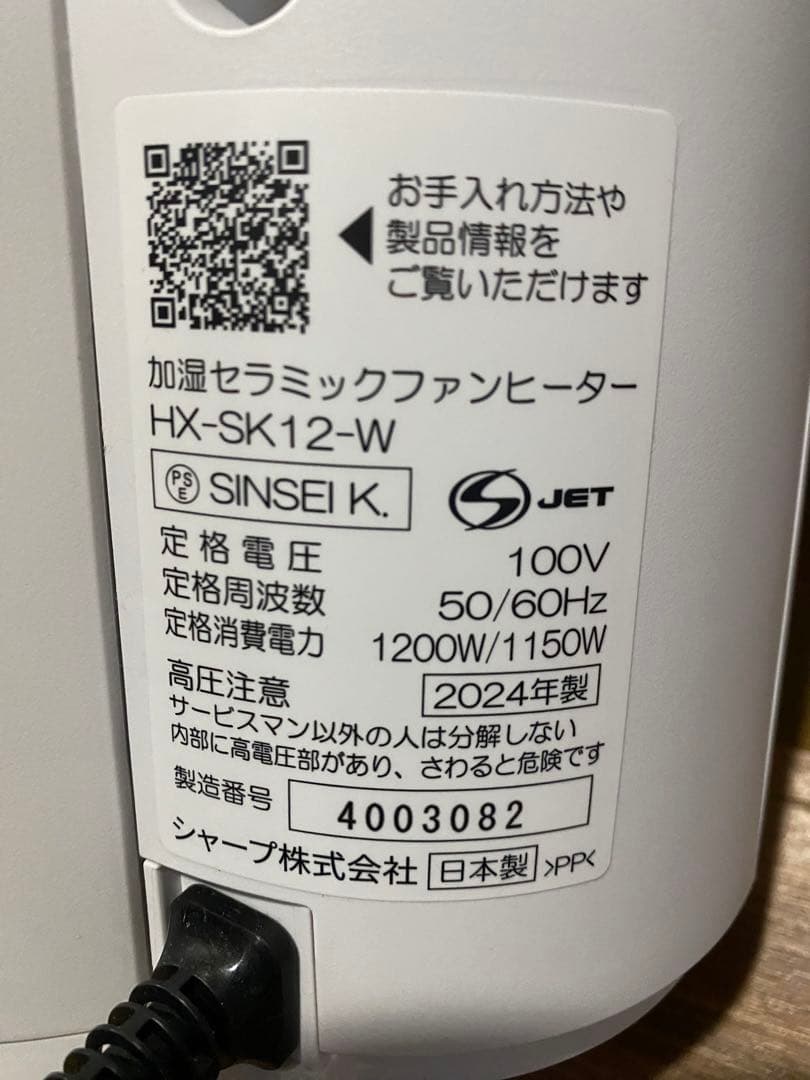 お手入れ方法や
製品情報を
ご覧いただけます
加湿セラミックファンヒーター
HX-SK12-W
PSE SINSEI K.
S JET
定格電圧 100V
定格周波数 50/60Hz
定格消費電力 1200W/1150W
高圧注意 2024年製
サービスマン以外の人は分解しない
内部に高電圧部があり、さわると危険です
製造番号 4003082
シャープ株式会社 日本製 >PP<